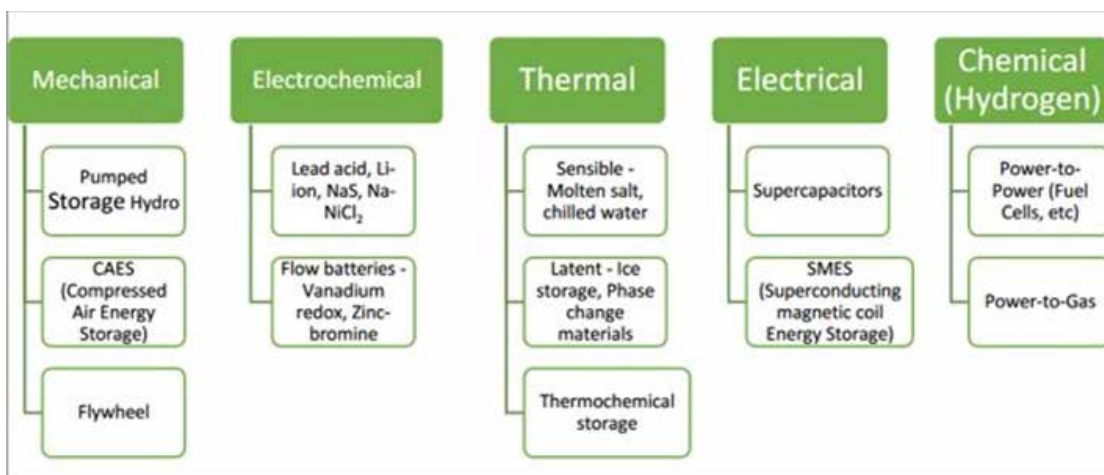 Mechanical
Pumped
Storage Hydro
CAES
(Compressed
Air Energy
Storage)
Flywheel
Electrochemical
Lead acid, Li-
ion, NaS, Na-
NiCl₂
Flow batteries -
Vanadium
redox, Zinc-
bromine
Thermal
Sensible -
Molten salt,
chilled water
Latent - Ice
storage, Phase
change
materials
Thermochemical
storage
Electrical
Supercapacitors
SMES
(Superconducting
magnetic coil
Energy Storage)
Chemical
(Hydrogen)
Power-to-
Power (Fuel
Cells, etc)
Power-to-Gas